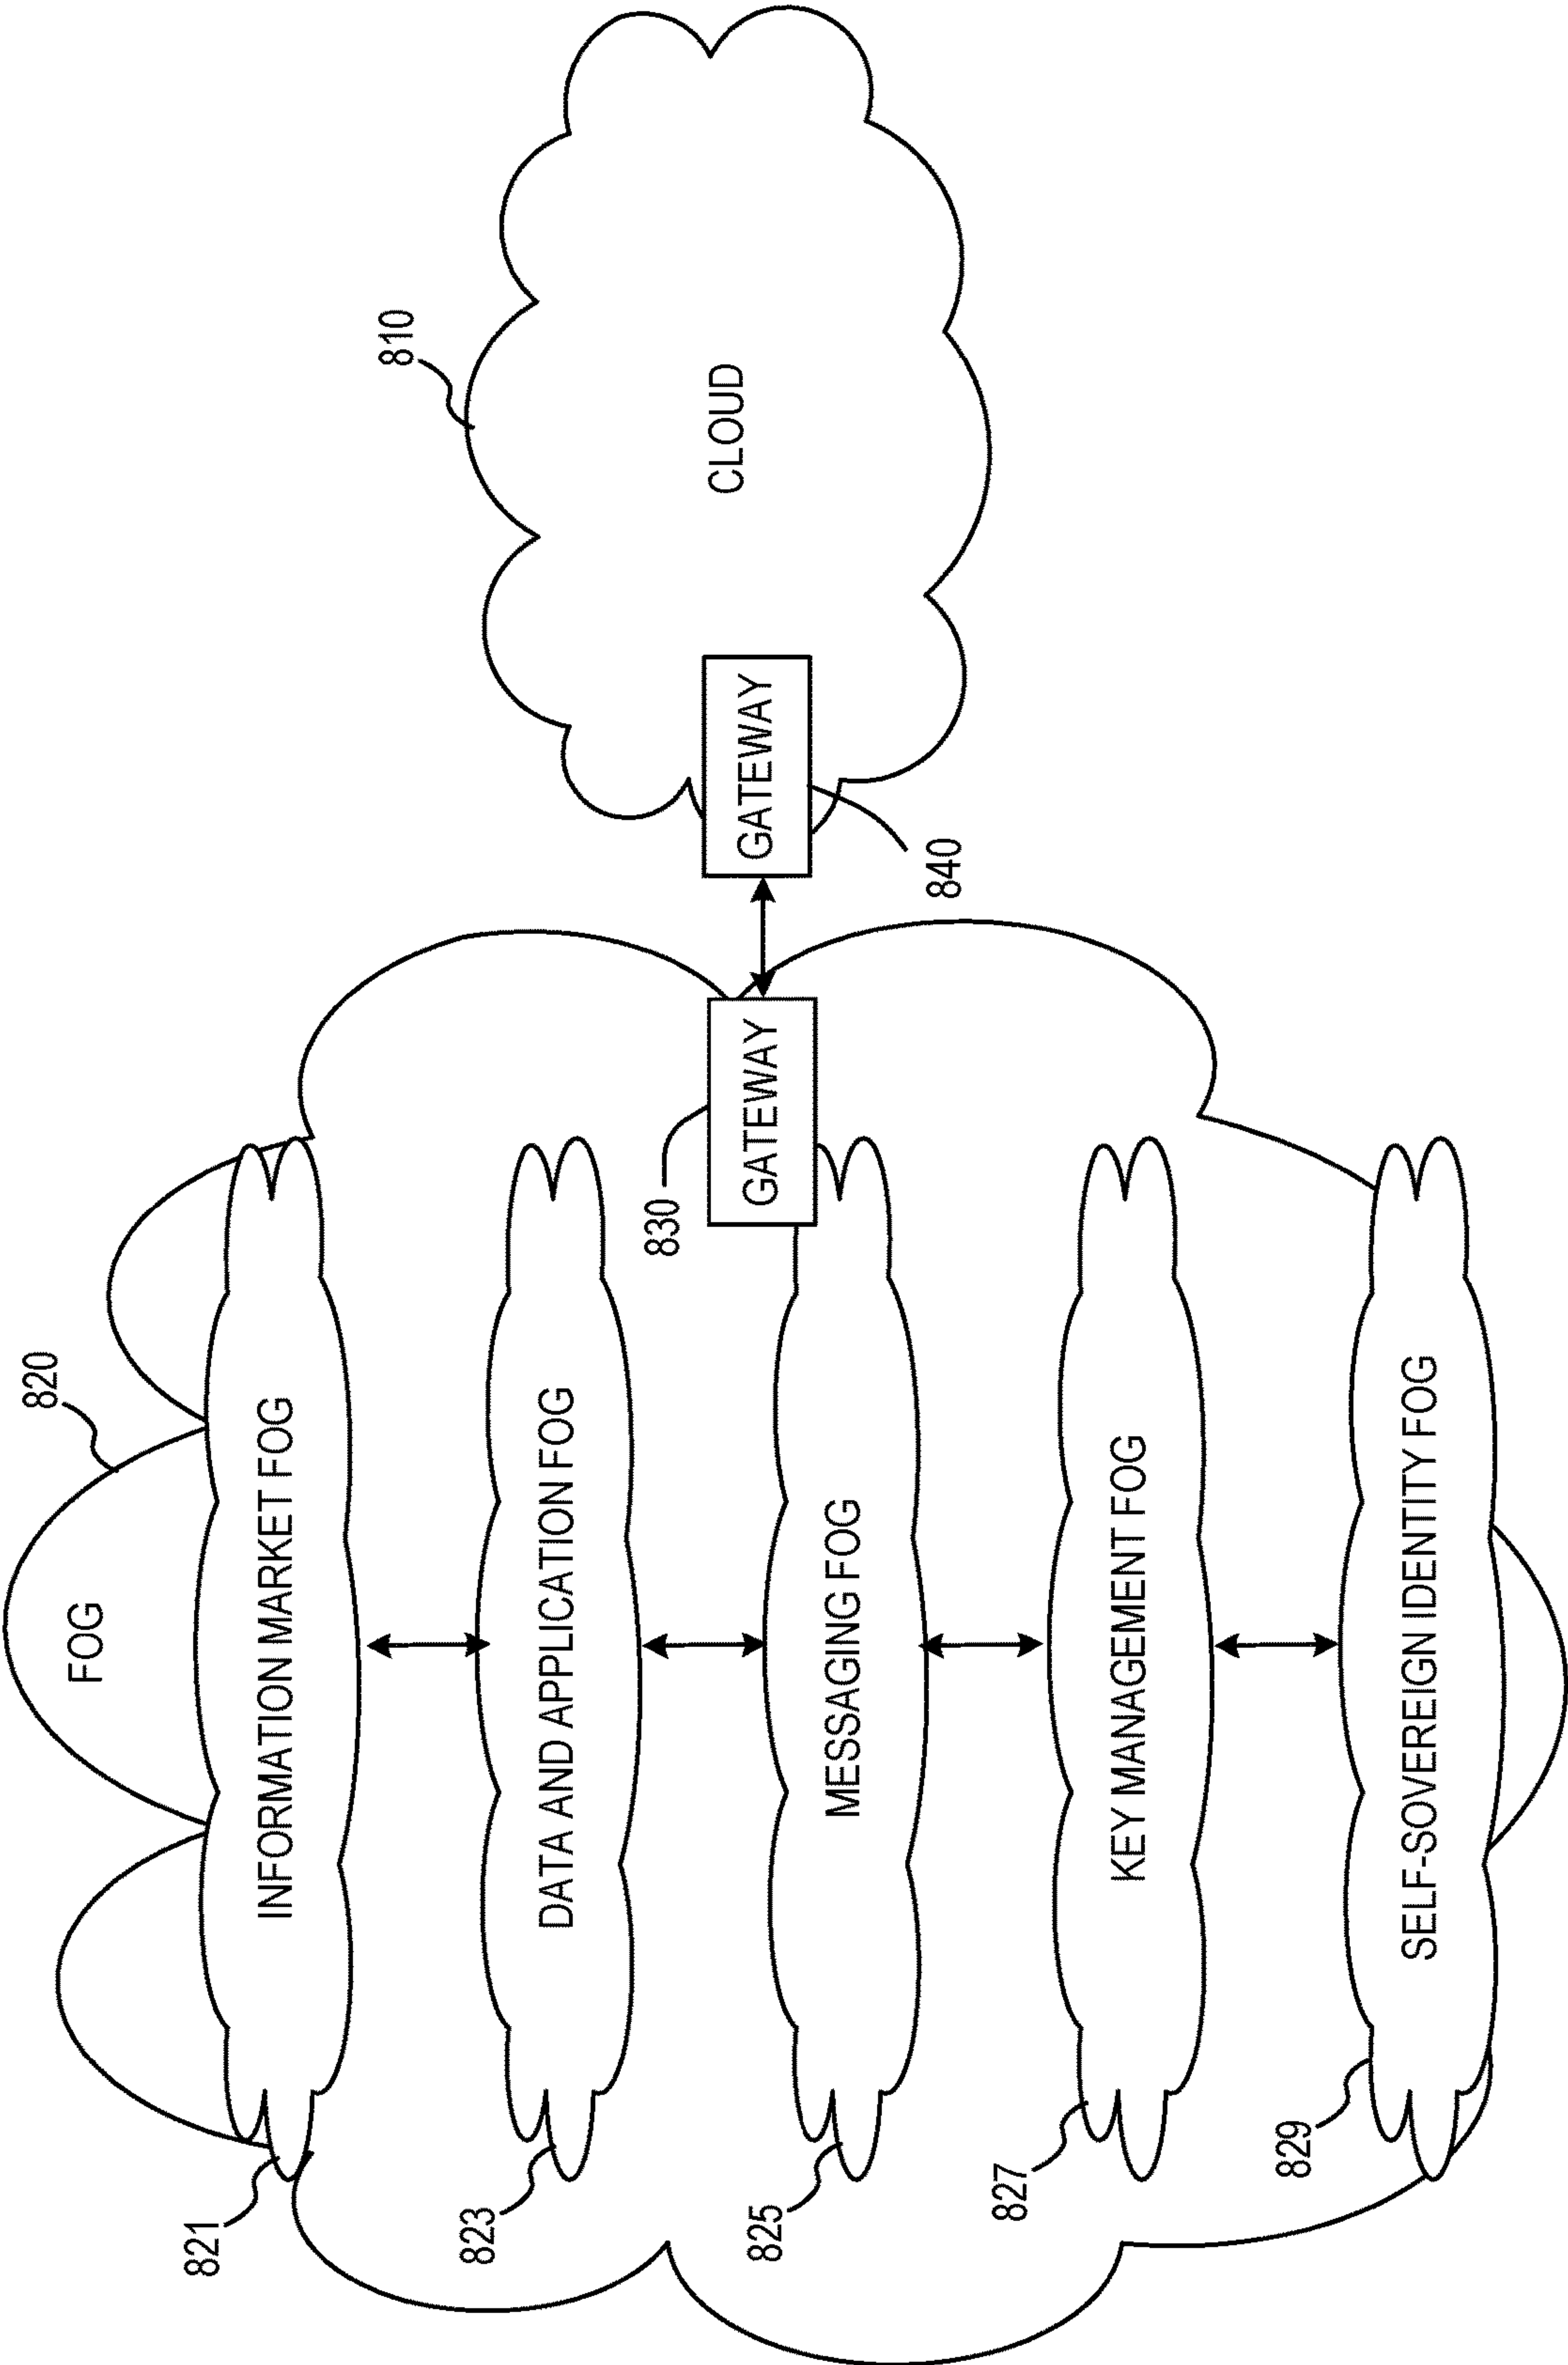 820
FOG
821
INFORMATION MARKET FOG
823
DATA AND APPLICATION FOG
825
MESSAGING FOG
827
KEY MANAGEMENT FOG
829
SELF-SOVEREIGN IDENTITY FOG
830
GATEWAY
GATEWAY
840
810
CLOUD